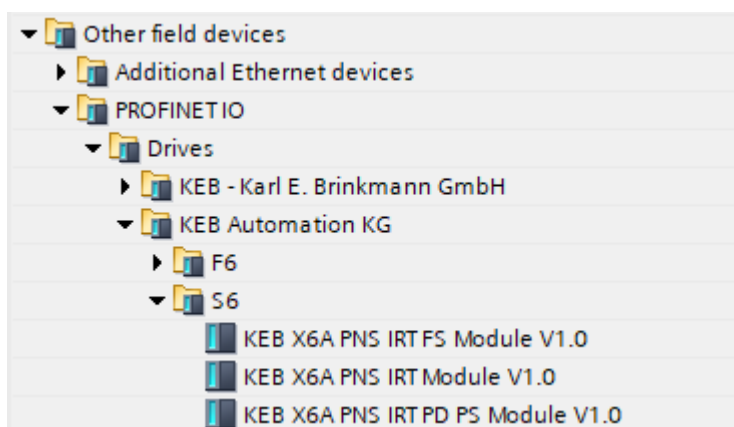 Other field devices
Additional Ethernet devices
PROFINET IO
Drives
KEB - Karl E. Brinkmann GmbH
KEB Automation KG
F6
S6
KEB X6A PNS IRT FS Module V1.0
KEB X6A PNS IRT Module V1.0
KEB X6A PNS IRT PD PS Module V1.0